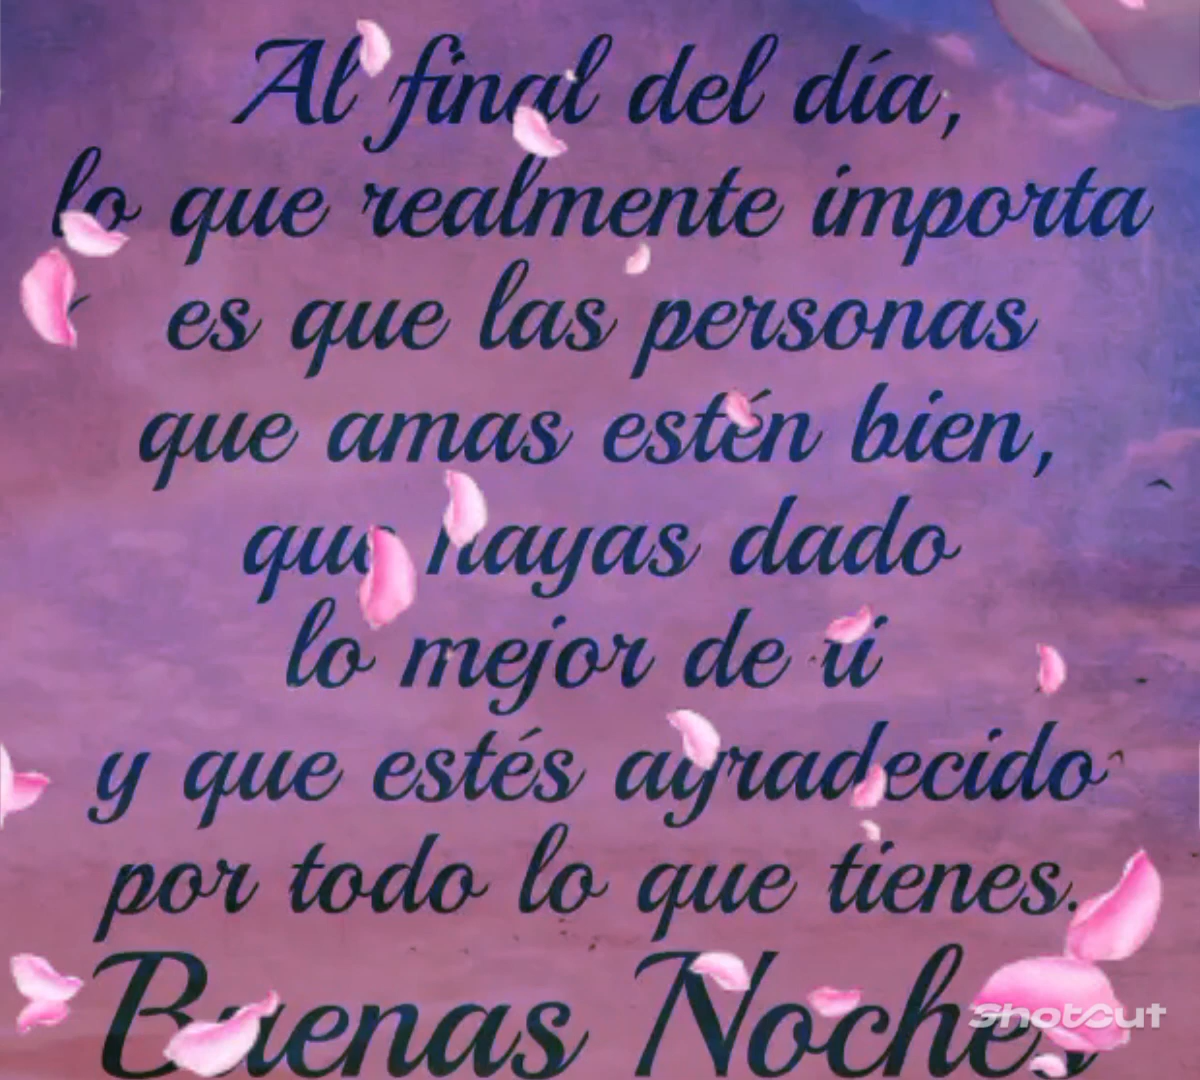 Al final del día,
lo que realmente importa
es que las personas
que amas estén bien,
que hayas dado
lo mejor de ti
y que estés agradecido
por todo lo que tienes.
Buenas Noches
ShotCut